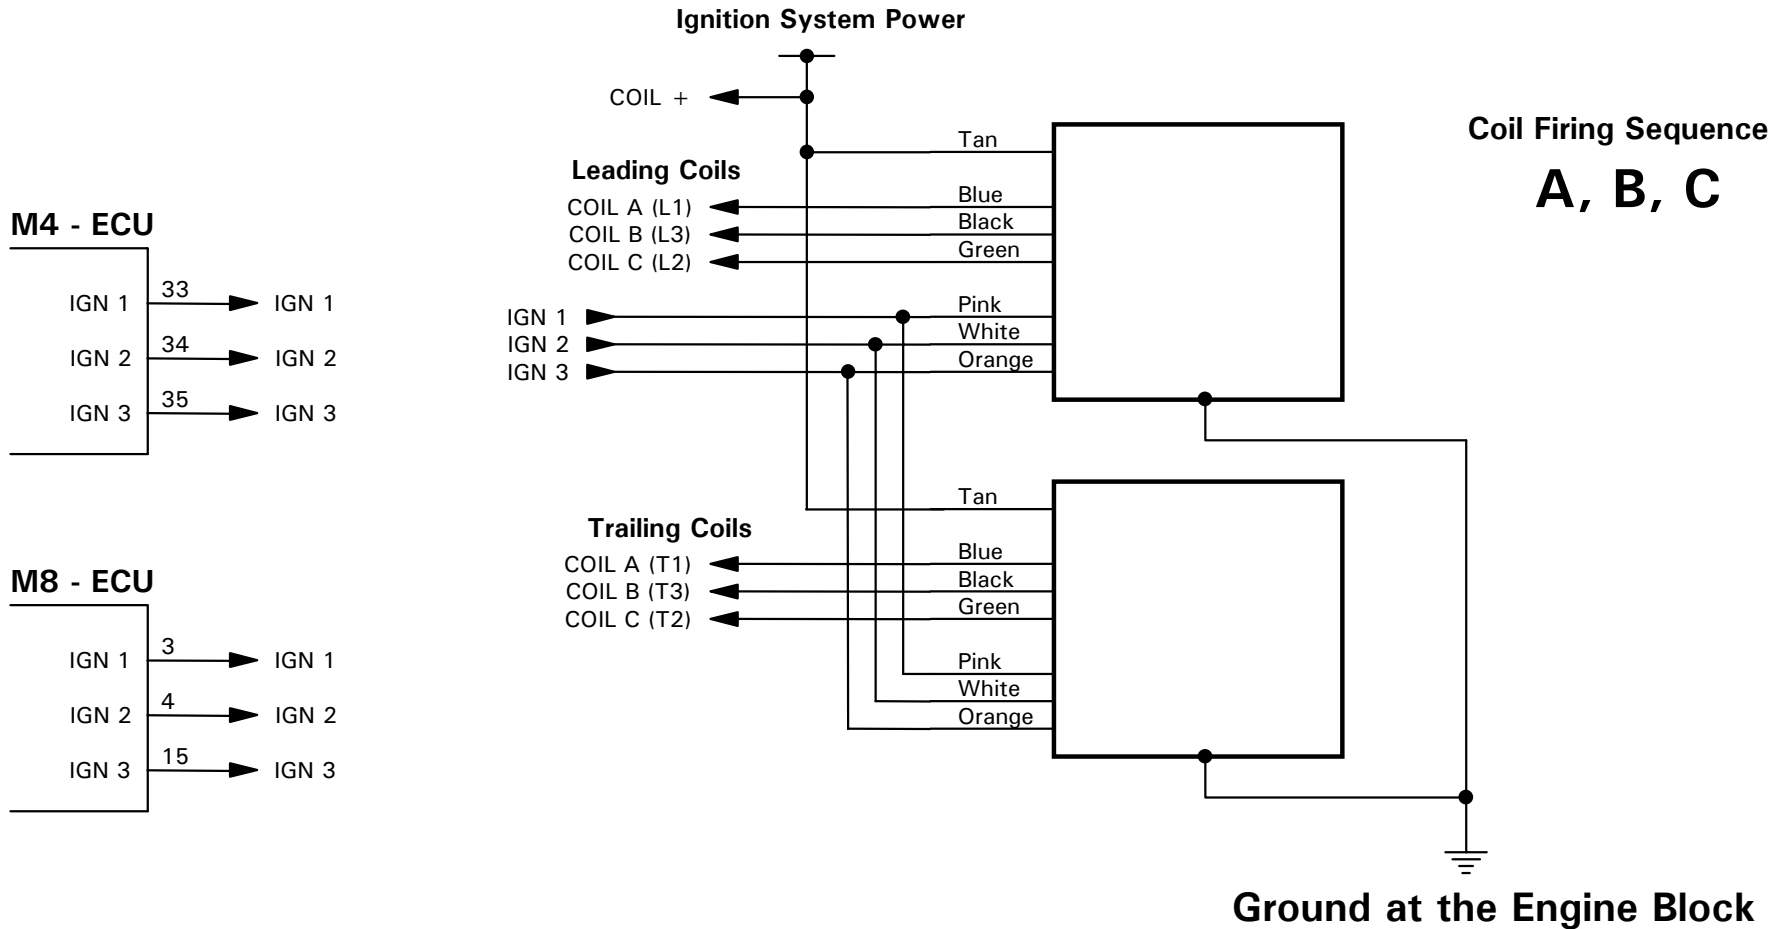 Ignition System Power
COIL +
Tan
Coil Firing Sequence
A, B, C
Leading Coils
COIL A (L1)
Blue
COIL B (L3)
Black
COIL C (L2)
Green
IGN 1
Pink
IGN 2
White
IGN 3
Orange
M4 - ECU
IGN 1
33
IGN 1
IGN 2
34
IGN 2
IGN 3
35
IGN 3
Tan
Trailing Coils
COIL A (T1)
Blue
COIL B (T3)
Black
COIL C (T2)
Green
Pink
White
Orange
M8 - ECU
IGN 1
3
IGN 1
IGN 2
4
IGN 2
IGN 3
15
IGN 3
Ground at the Engine Block